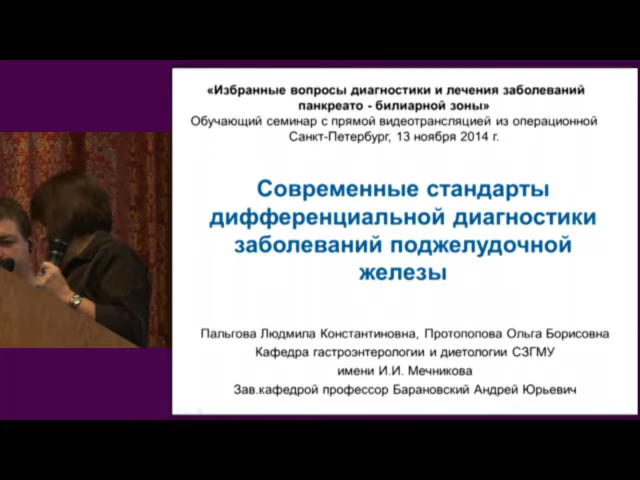 «Избранные вопросы диагностики и лечения заболеваний
панкреато - билиарной зоны»
Обучающий семинар с прямой видеотрансляцией из операционной
Санкт-Петербург, 13 ноября 2014 г.
Современные стандарты
дифференциальной диагностики
заболеваний поджелудочной
железы
Пальгова Людмила Константиновна, Протопопова Ольга Борисовна
Кафедра гастроэнтерологии и диетологии СЗГМУ
имени И.И. Мечникова
Зав.кафедрой профессор Барановский Андрей Юрьевич